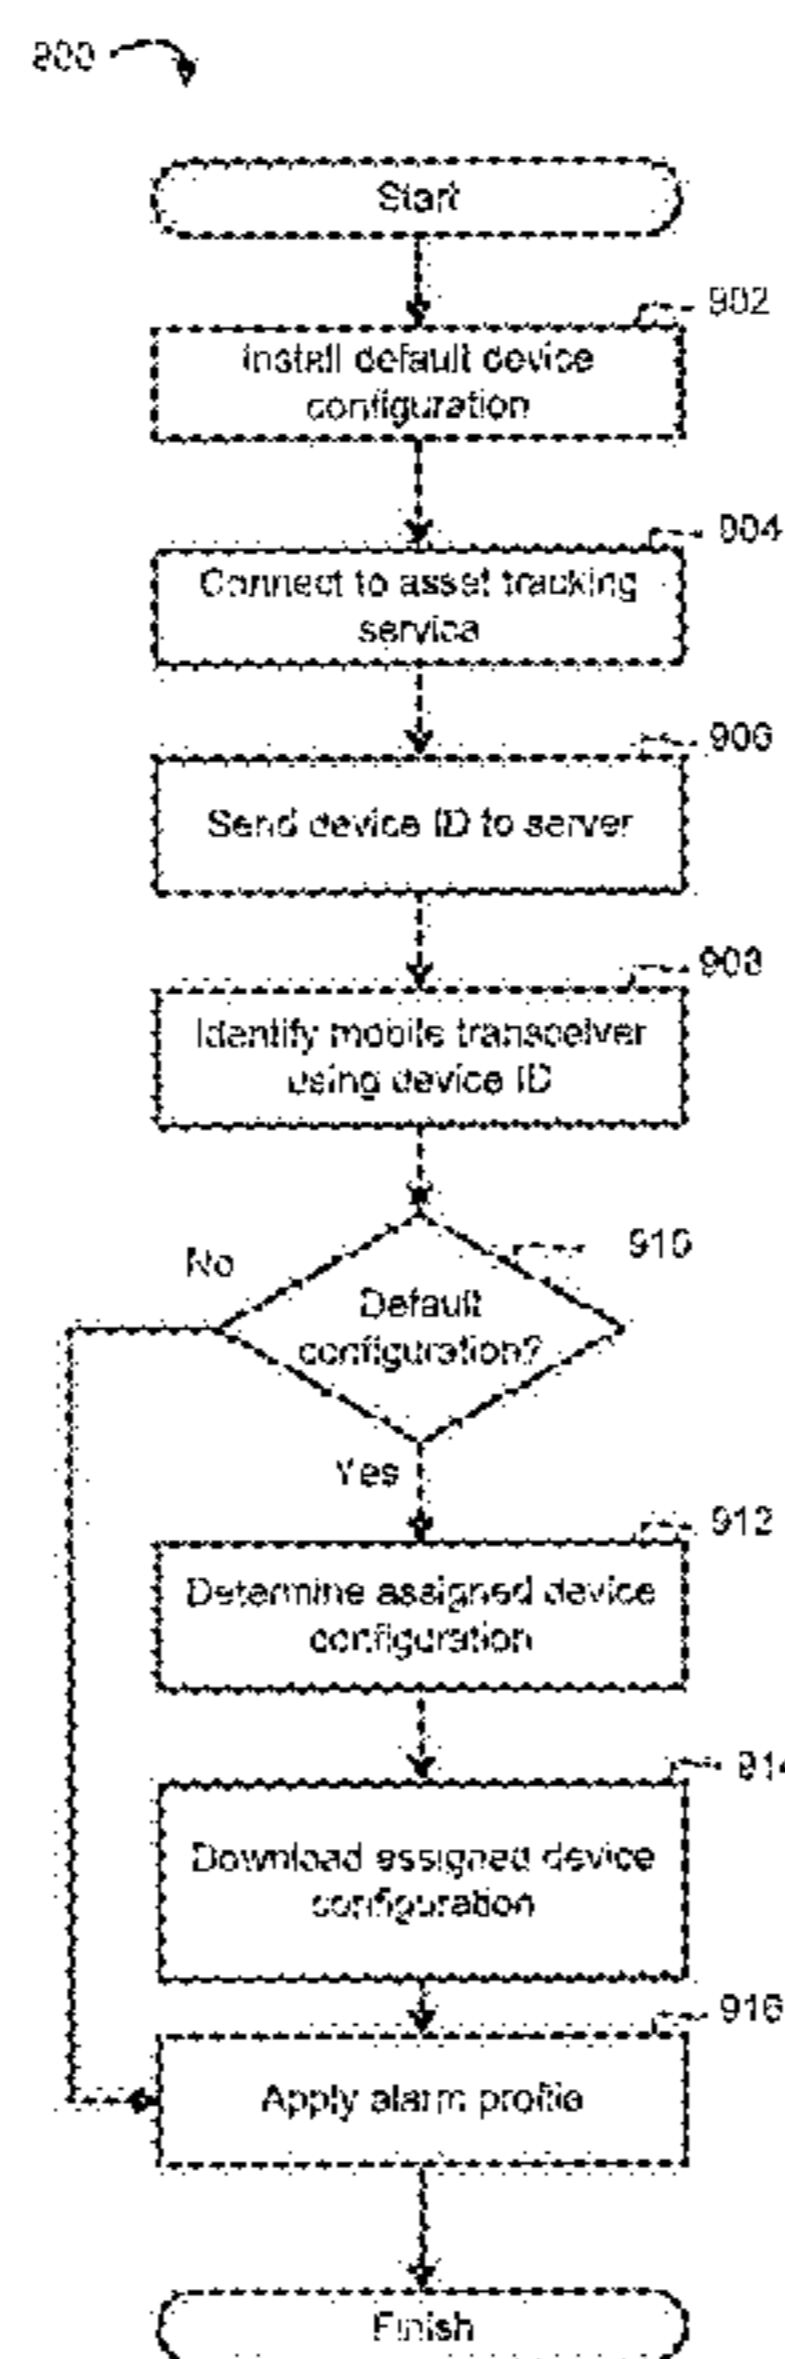 900
Start
902
Install default device
configuration
904
Connect to asset tracking
service
906
Send device ID to server
908
Identify mobile transceiver
using device ID
910
No
Default
configuration?
Yes
912
Determine assigned device
configuration
914
Download assigned device
configuration
916
Apply alarm profile
Finish